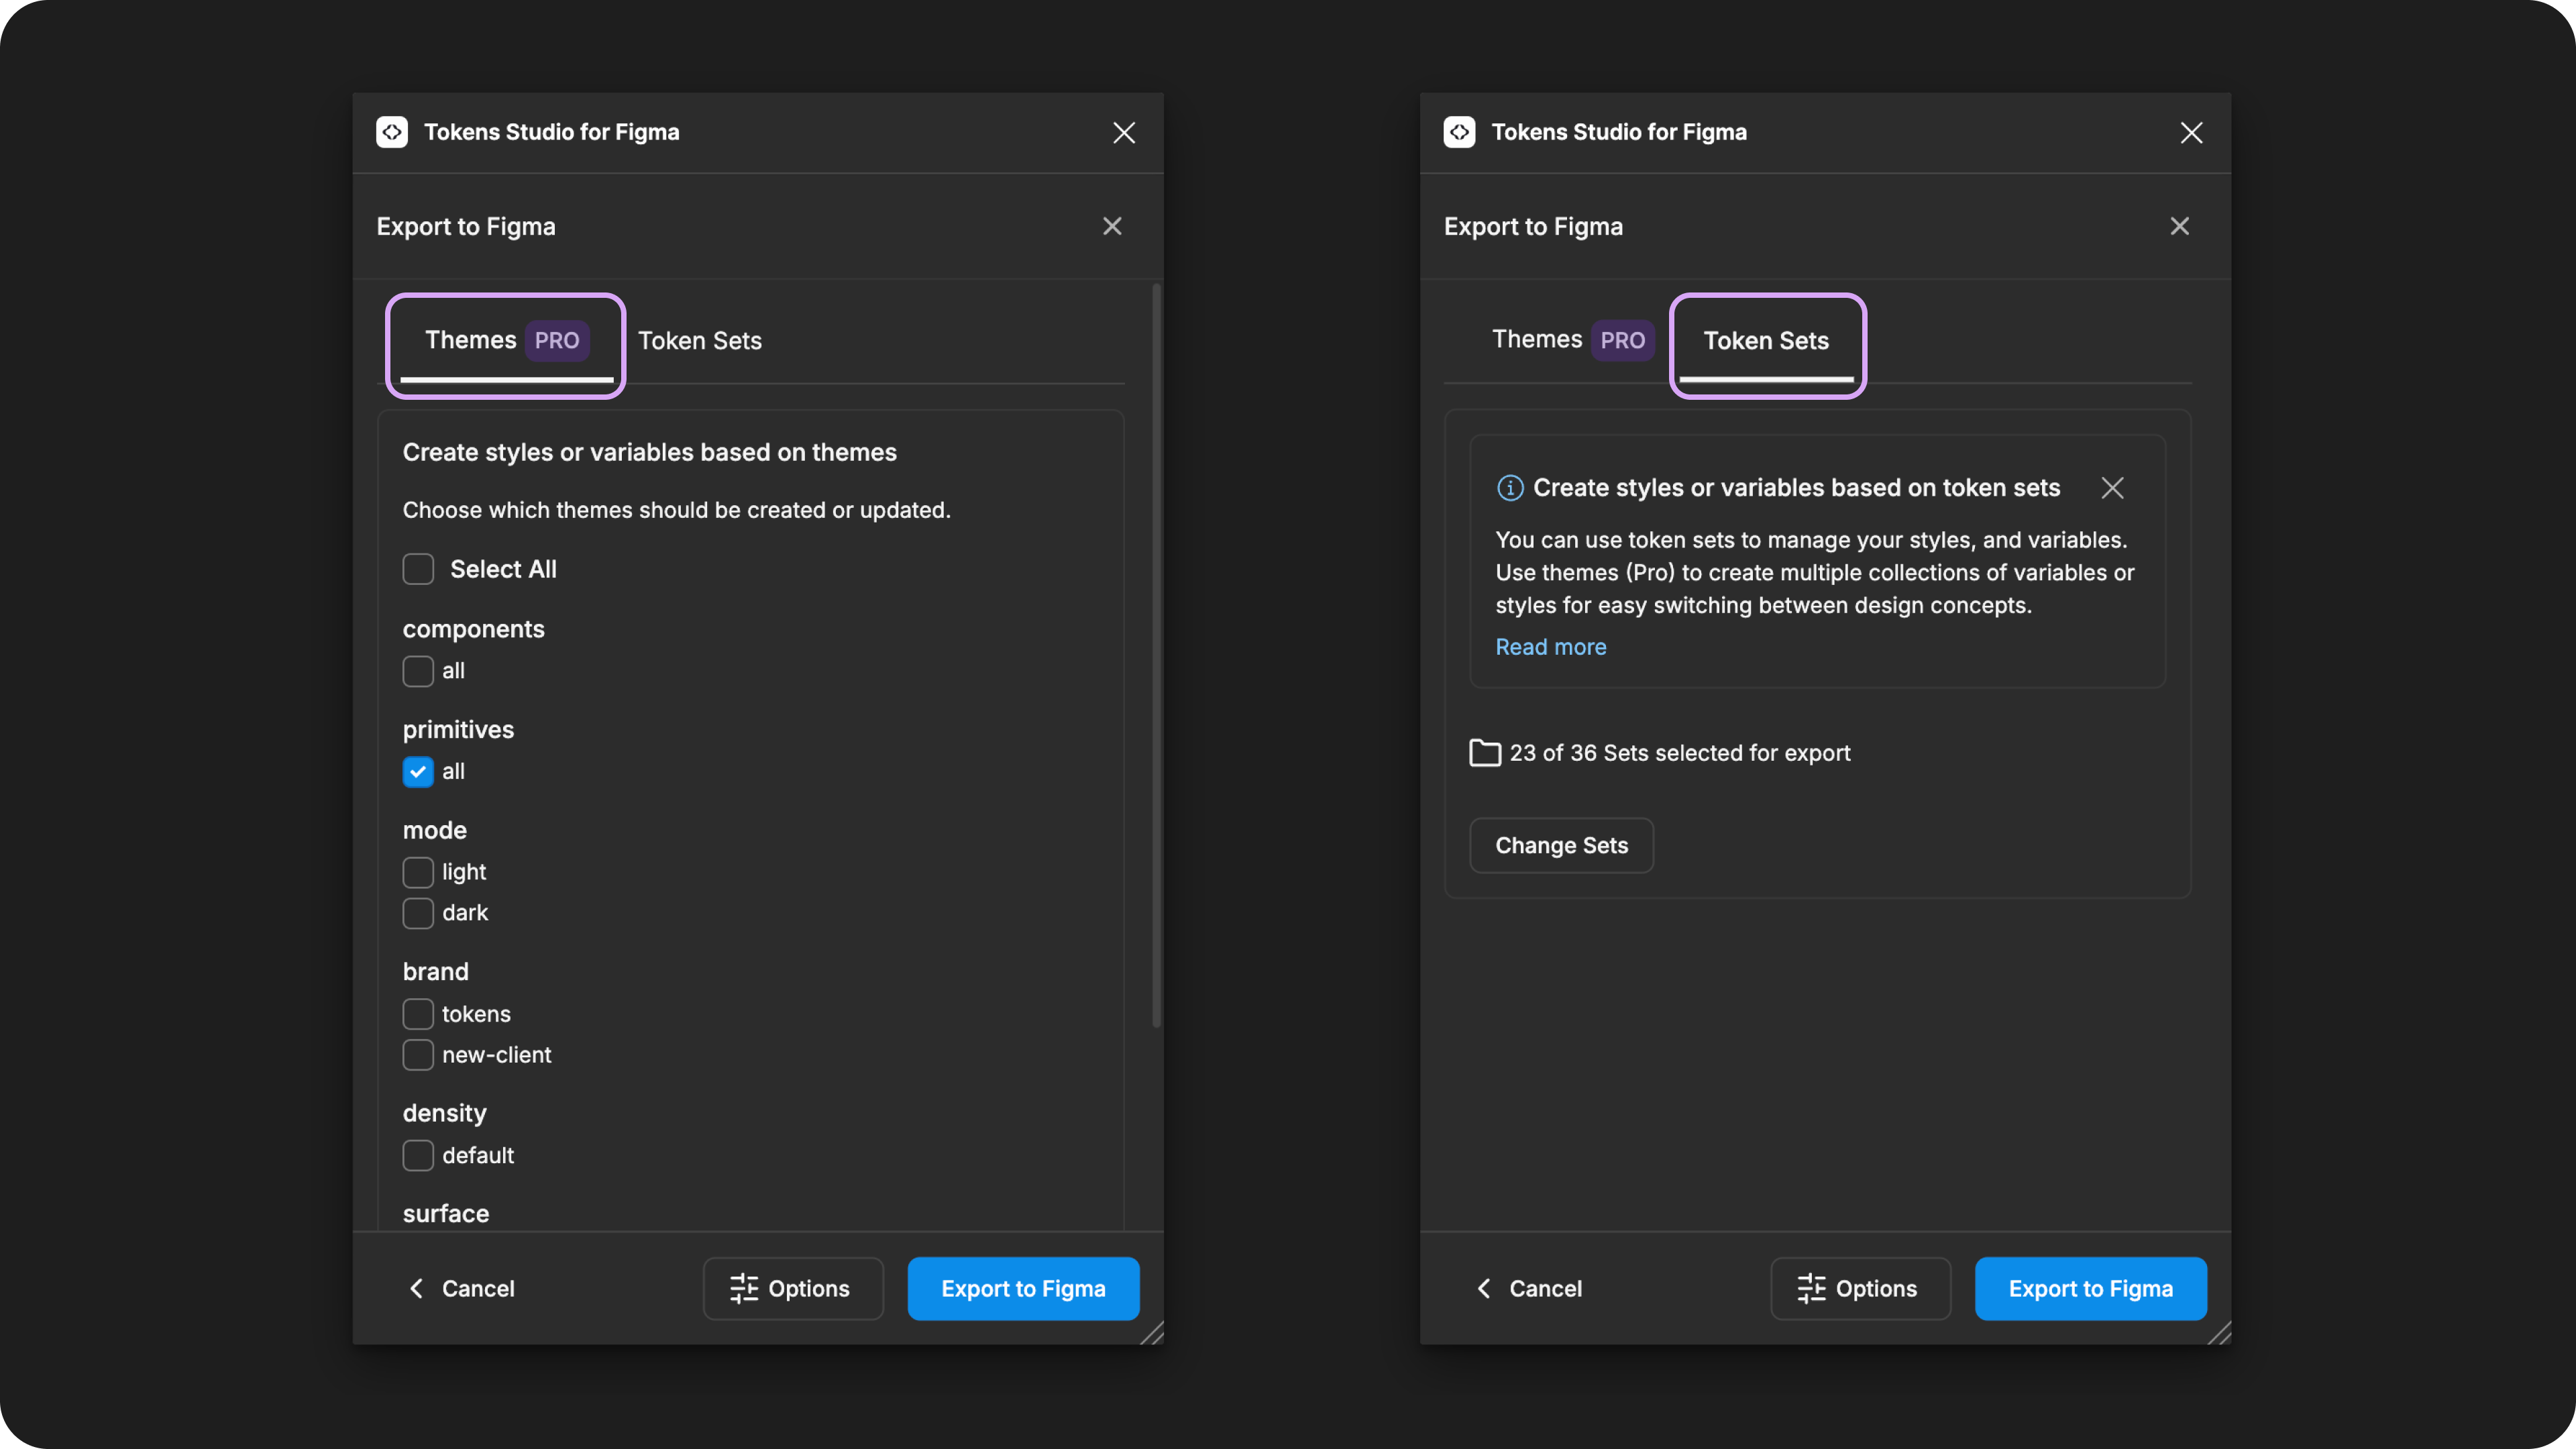 Tokens Studio for Figma
Export to Figma
Themes PRO Token Sets
Create styles or variables based on themes
Choose which themes should be created or updated.
Select All
components
all
primitives
all
mode
light
dark
brand
tokens
new-client
density
default
surface
Cancel Options Export to Figma
Tokens Studio for Figma
Export to Figma
Themes PRO Token Sets
Create styles or variables based on token sets
You can use token sets to manage your styles, and variables.
Use themes (Pro) to create multiple collections of variables or
styles for easy switching between design concepts.
Read more
23 of 36 Sets selected for export
Change Sets
Cancel Options Export to Figma